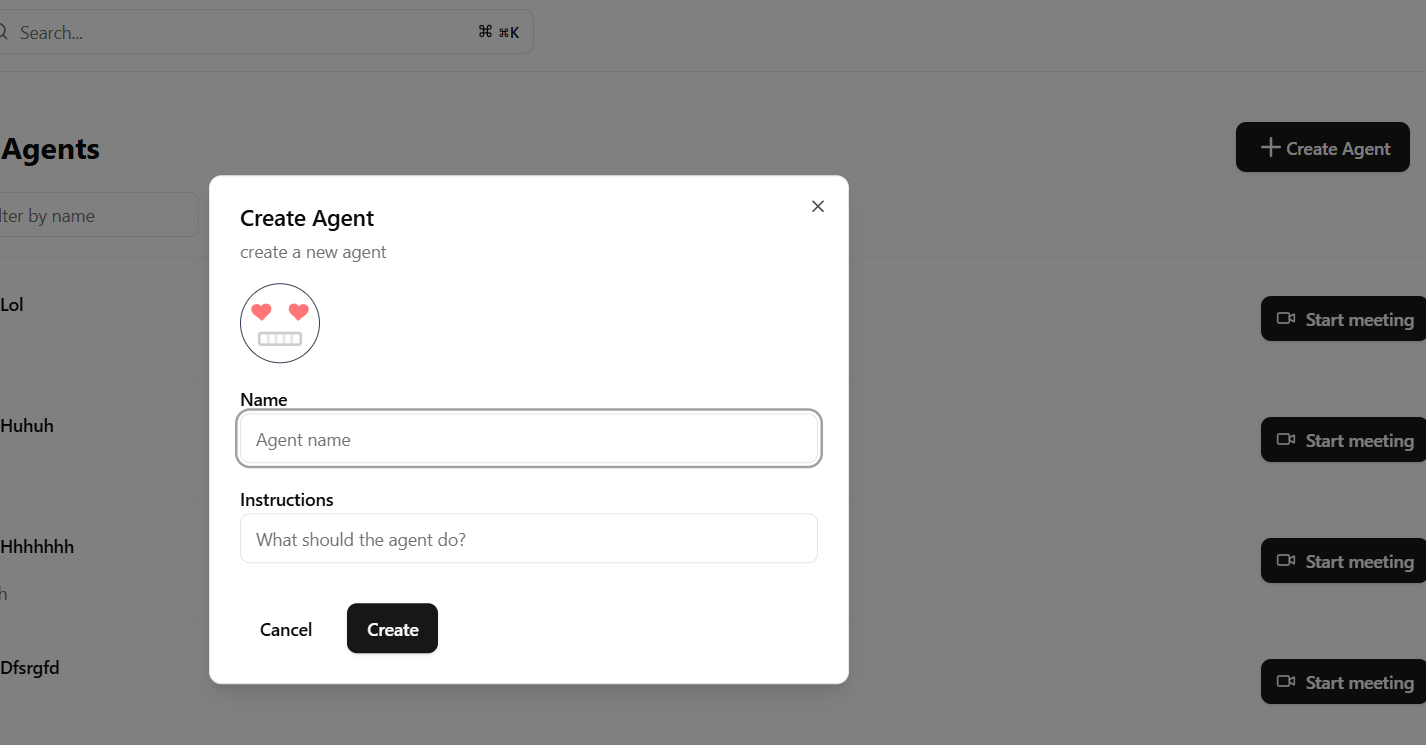 Search...
⌘ ⌘K
Agents
Create Agent
lter by name
Create Agent
create a new agent
Lol
Start meeting
Name
Agent name
Huhuh
Start meeting
Instructions
What should the agent do?
Hhhhhhh
h
Start meeting
Cancel
Create
Dfsrgfd
Start meeting